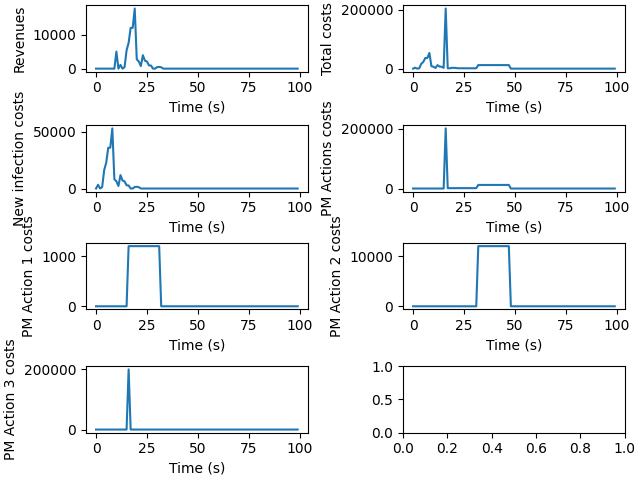 Revenues
10000
0
0 25 50 75 100
Time (s)
Total costs
200000
0
0 25 50 75 100
Time (s)
New infection costs
50000
0
0 25 50 75 100
Time (s)
PM Actions costs
200000
0
0 25 50 75 100
Time (s)
PM Action 1 costs
1000
0
0 25 50 75 100
Time (s)
PM Action 2 costs
10000
0
0 25 50 75 100
Time (s)
PM Action 3 costs
200000
0
0 25 50 75 100
Time (s)
1.0
0.5
0.0
0.0 0.2 0.4 0.6 0.8 1.0